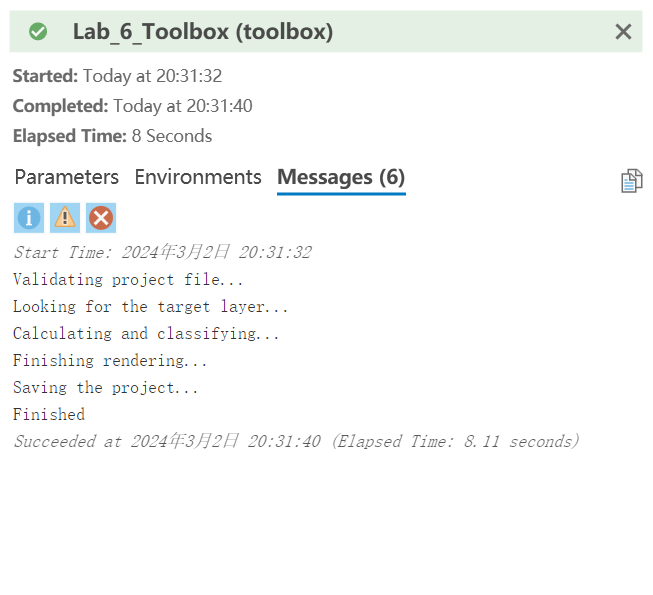 Lab_6_Toolbox (toolbox)
Started: Today at 20:31:32
Completed: Today at 20:31:40
Elapsed Time: 8 Seconds
Parameters Environments Messages (6)
Start Time: 2024年3月2日 20:31:32
Validating project file...
Looking for the target layer...
Calculating and classifying...
Finishing rendering...
Saving the project...
Finished
Succeeded at 2024年3月2日 20:31:40 (Elapsed Time: 8.11 seconds)